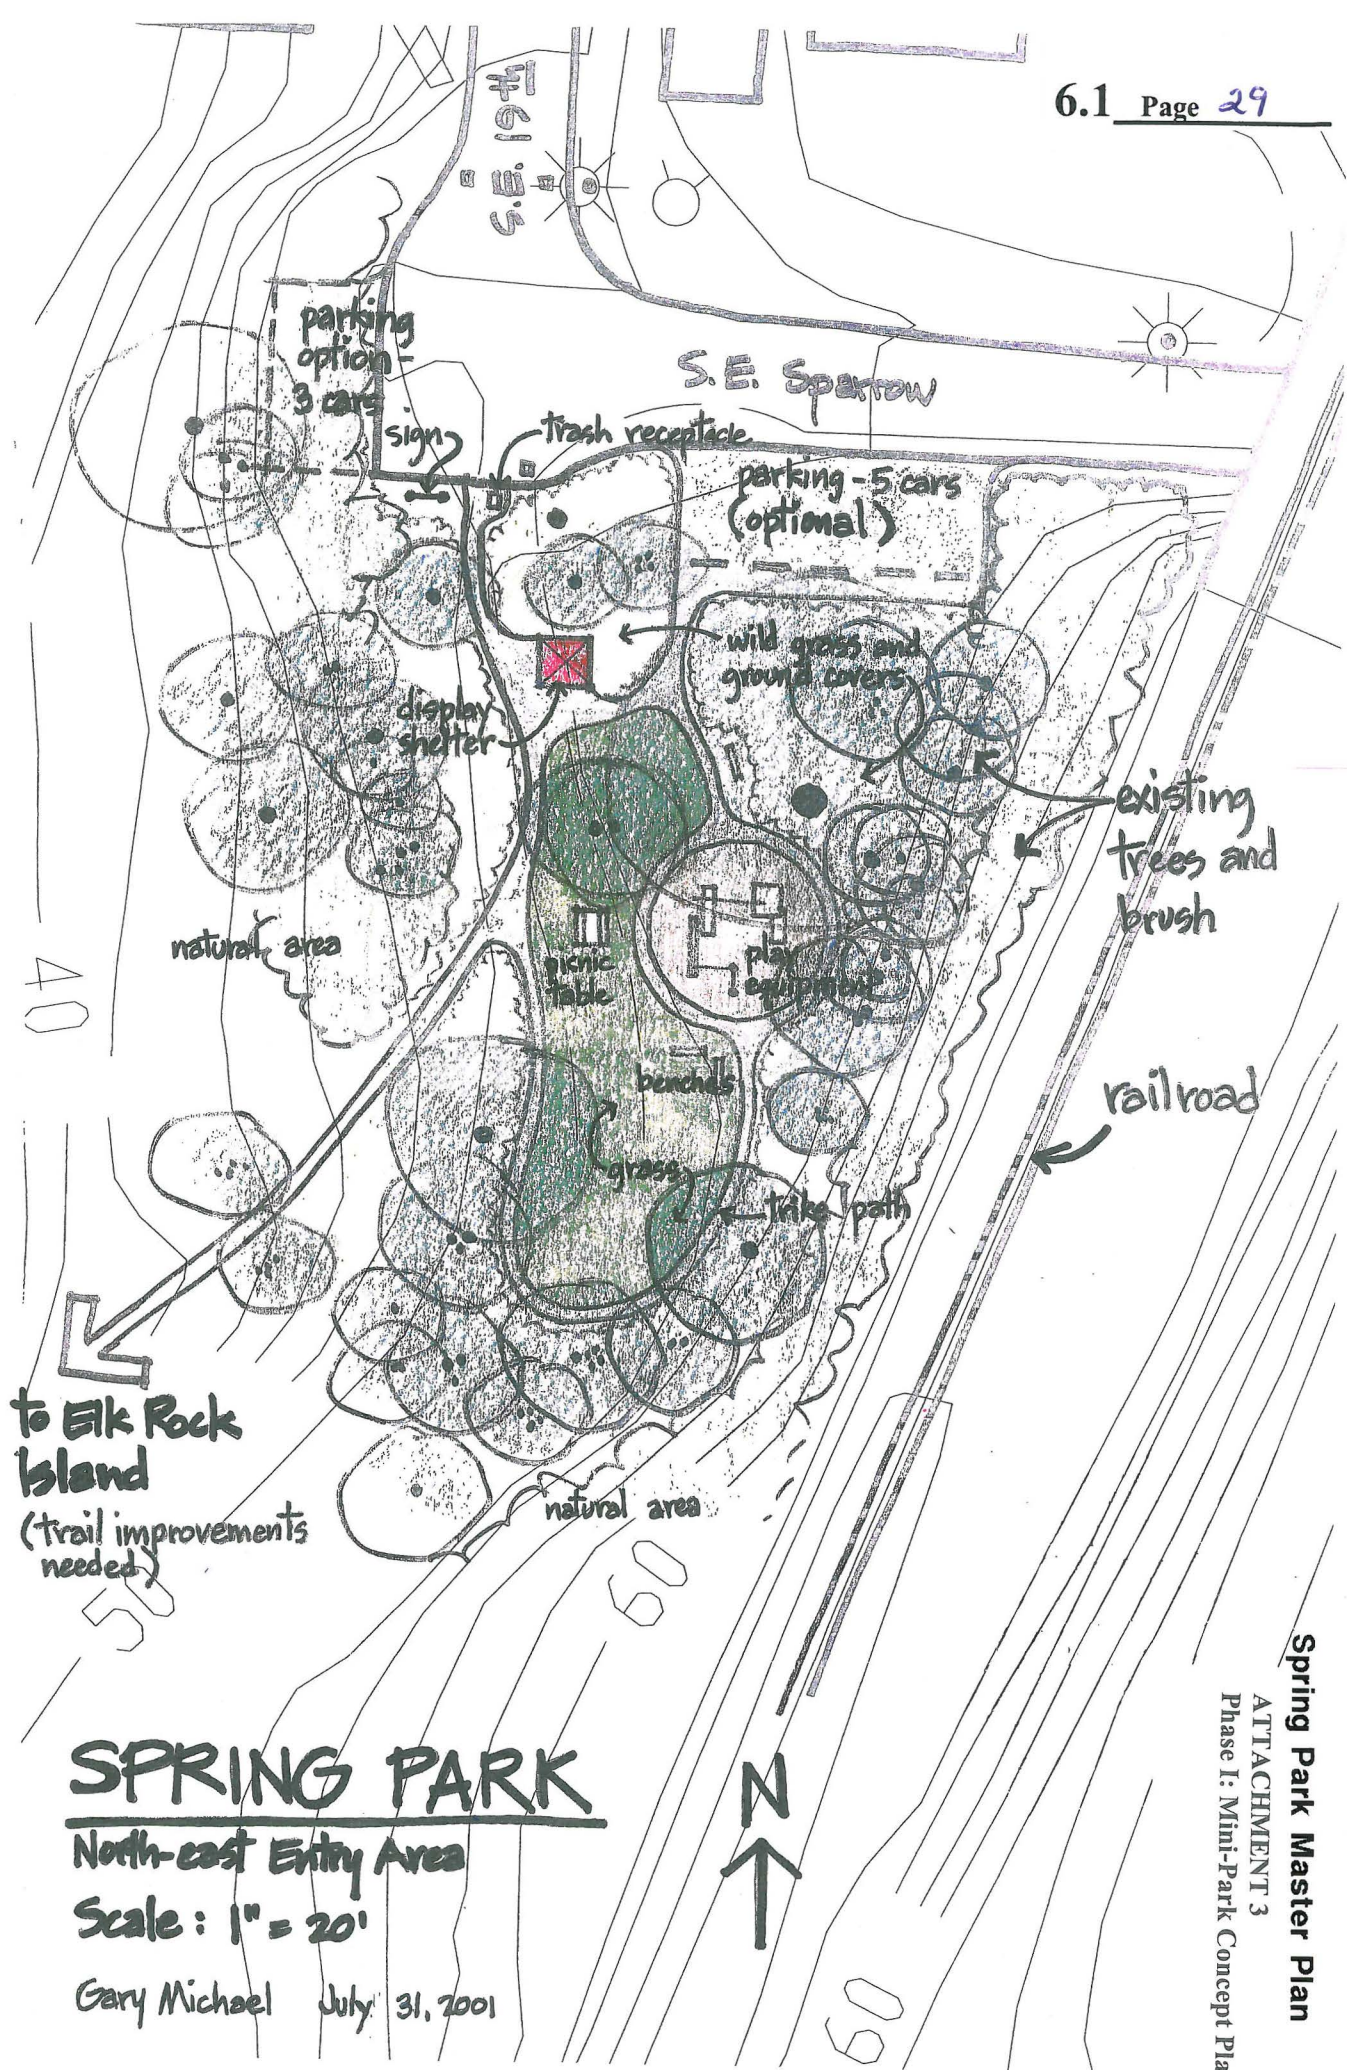 6.1 Page 29
S.E. 19th
parking
option -
3 cars
S.E. Sparrow
sign
trash receptacle
parking - 5 cars
(optional)
wild grass and
ground covers
display
shelter
existing
trees and
brush
natural area
picnic
table
play
equipment
40
benches
railroad
grass
trike path
to Elk Rock
Island
(trail improvements
needed)
natural area
50
60
SPRING PARK
North-east Entry Area
Scale: 1" = 20'
Gary Michael July 31, 2001
N
60
Spring Park Master Plan
ATTACHMENT 3
Phase I: Mini-Park Concept Pla